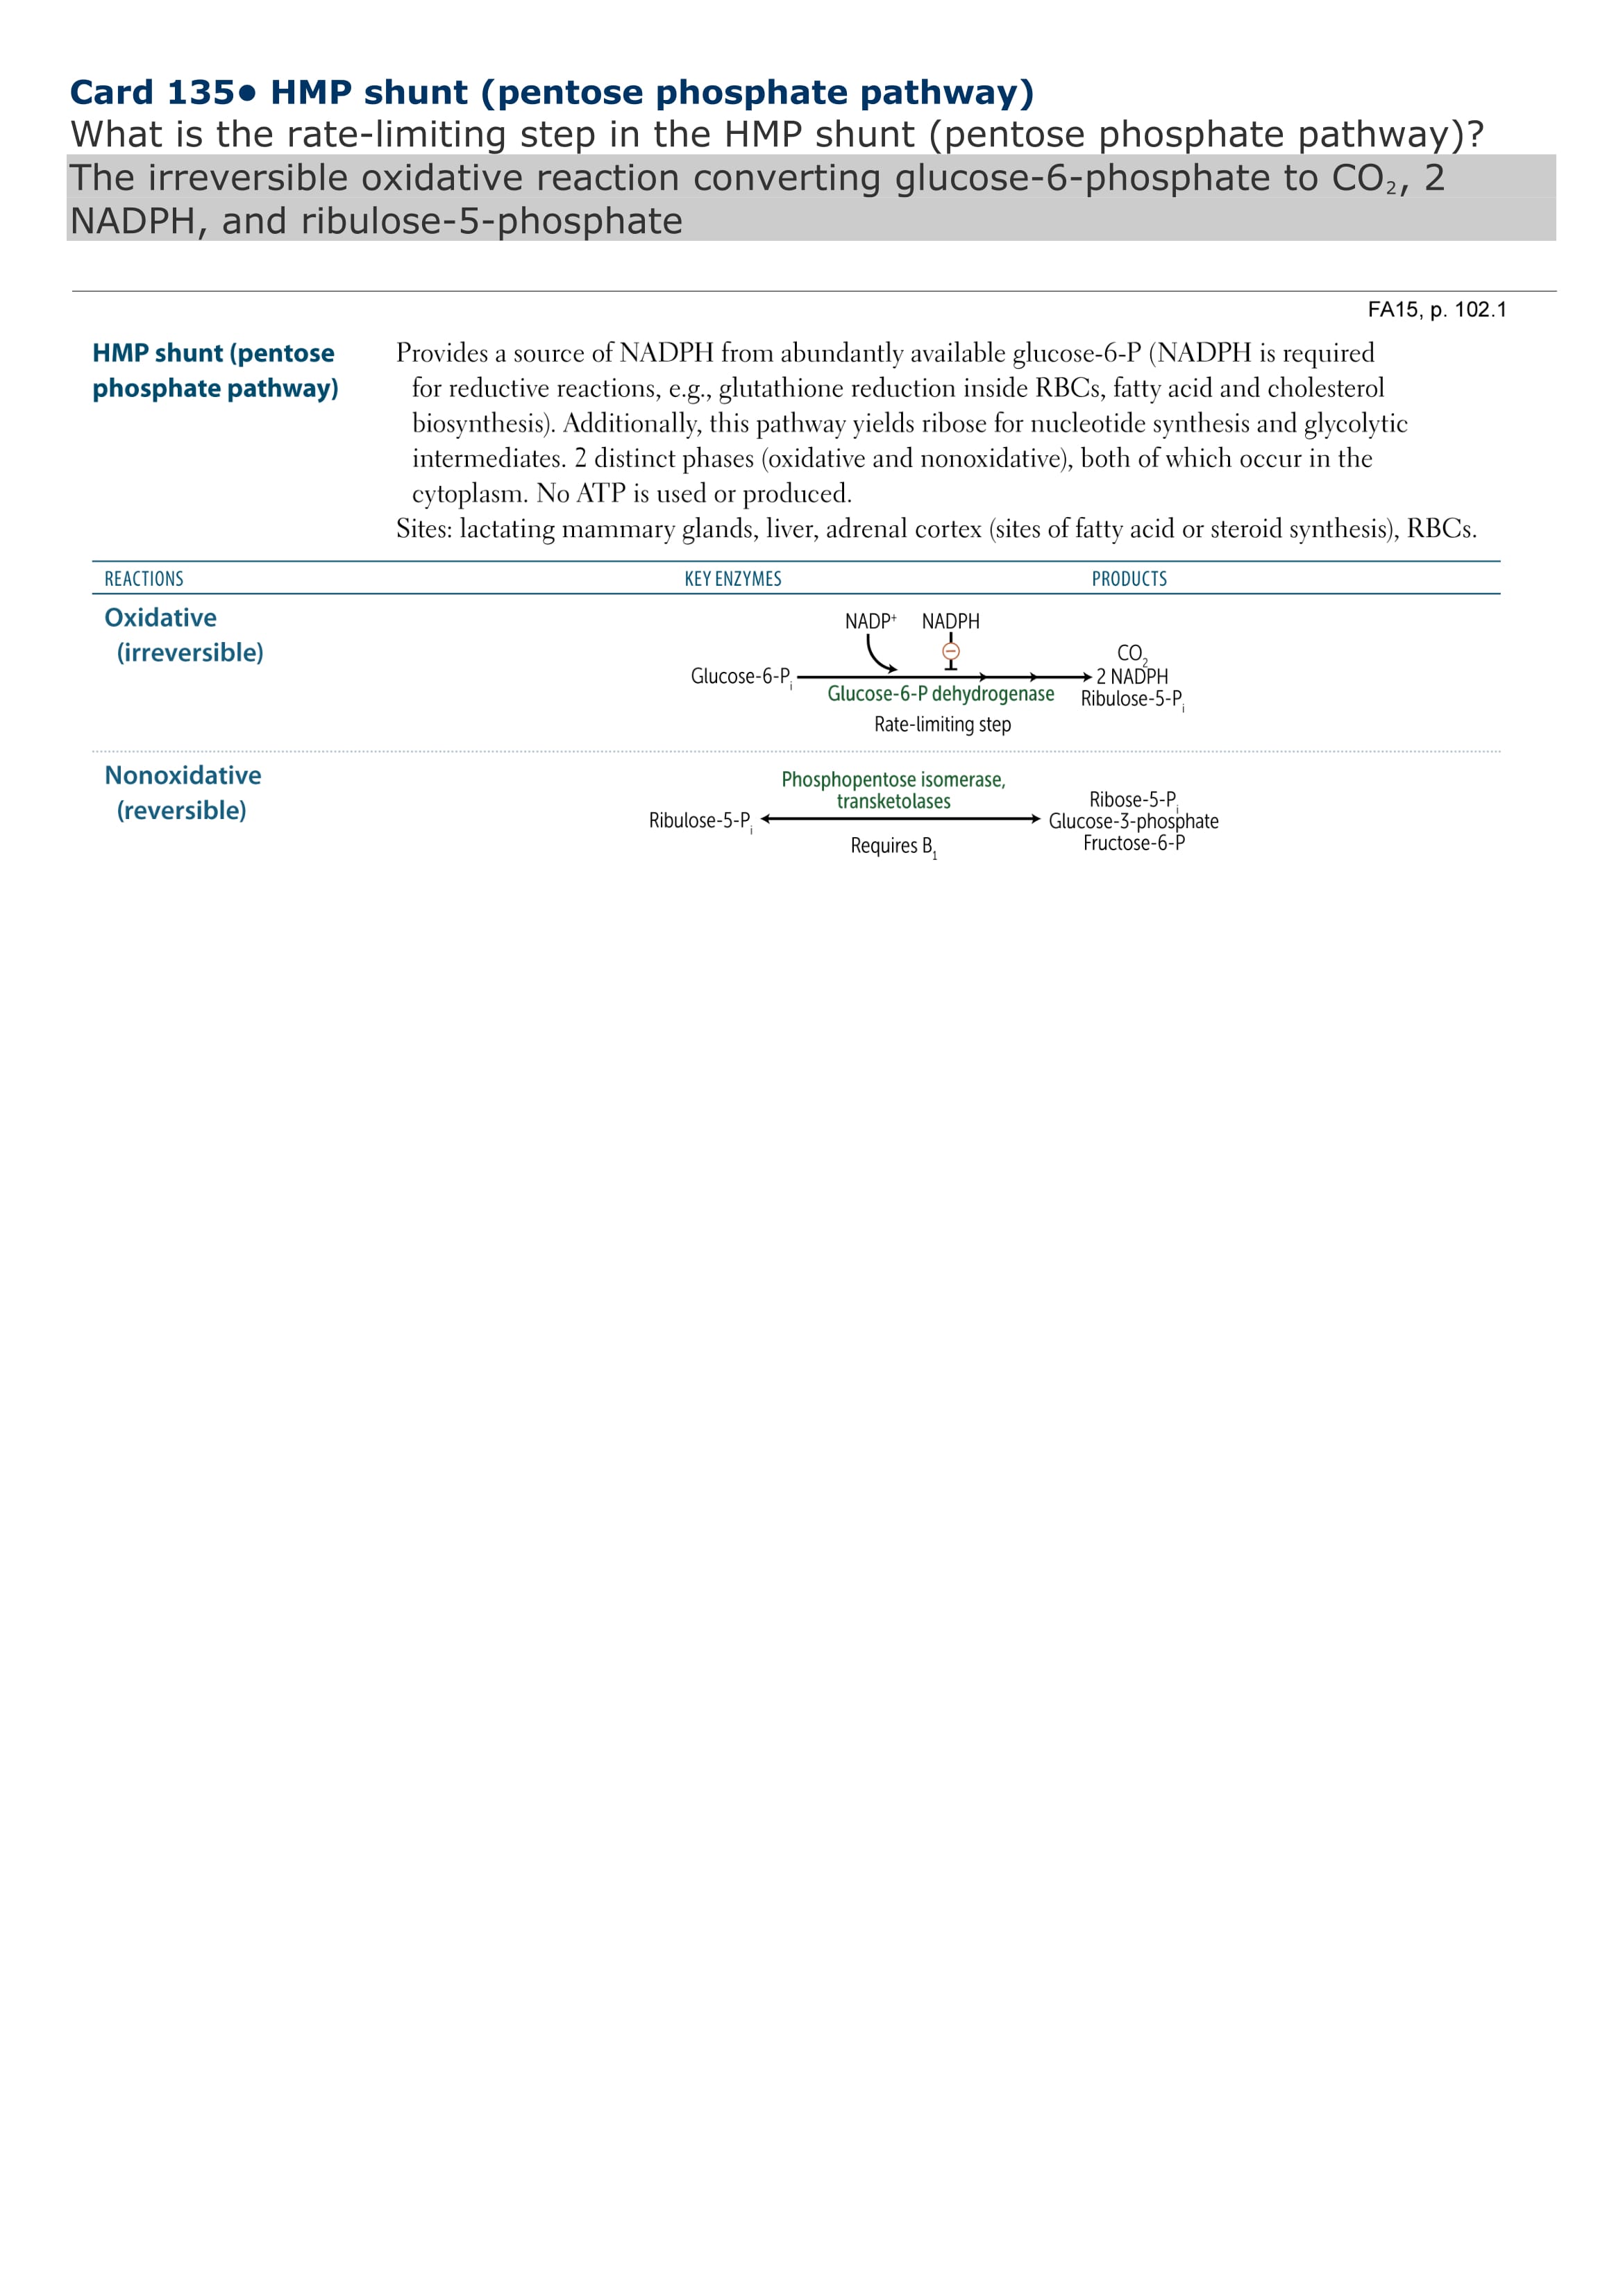 Card 135• HMP shunt (pentose phosphate pathway)
What is the rate-limiting step in the HMP shunt (pentose phosphate pathway)?
The irreversible oxidative reaction converting glucose-6-phosphate to CO₂, 2
NADPH, and ribulose-5-phosphate
FA15, p. 102.1
HMP shunt (pentose
phosphate pathway)
Provides a source of NADPH from abundantly available glucose-6-P (NADPH is required
for reductive reactions, e.g., glutathione reduction inside RBCs, fatty acid and cholesterol
biosynthesis). Additionally, this pathway yields ribose for nucleotide synthesis and glycolytic
intermediates. 2 distinct phases (oxidative and nonoxidative), both of which occur in the
cytoplasm. No ATP is used or produced.
Sites: lactating mammary glands, liver, adrenal cortex (sites of fatty acid or steroid synthesis), RBCs.
REACTIONS KEY ENZYMES PRODUCTS
Oxidative
(irreversible)
NADP⁺ NADPH
Glucose-6-Pᵢ
Glucose-6-P dehydrogenase
Rate-limiting step
CO₂
2 NADPH
Ribulose-5-Pᵢ
Nonoxidative
(reversible)
Phosphopentose isomerase,
transketolases
Ribulose-5-Pᵢ
Requires B₁
Ribose-5-Pᵢ
Glucose-3-phosphate
Fructose-6-P